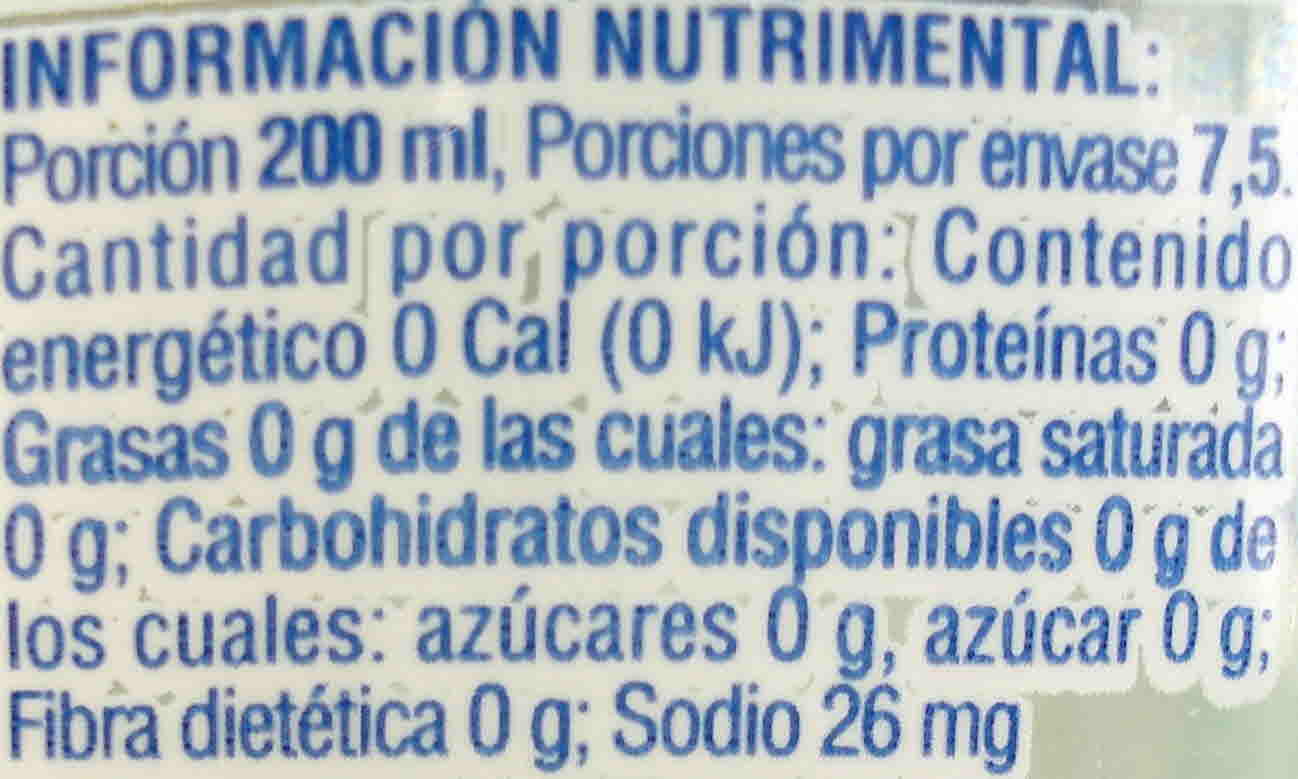 INFORMACIÓN NUTRIMENTAL:
Porción 200 ml, Porciones por envase 7,5.
Cantidad por porción: Contenido
energético 0 Cal (0 kJ); Proteínas 0 g;
Grasas 0 g de las cuales: grasa saturada
0 g; Carbohidratos disponibles 0 g de
los cuales: azúcares 0 g, azúcar 0 g;
Fibra dietética 0 g; Sodio 26 mg